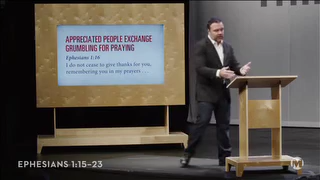 APPRECIATED PEOPLE EXCHANGE
GRUMBLING FOR PRAYING
Ephesians 1:16
I do not cease to give thanks for you,
remembering you in my prayers ...
EPHESIANS 1:15–23
M